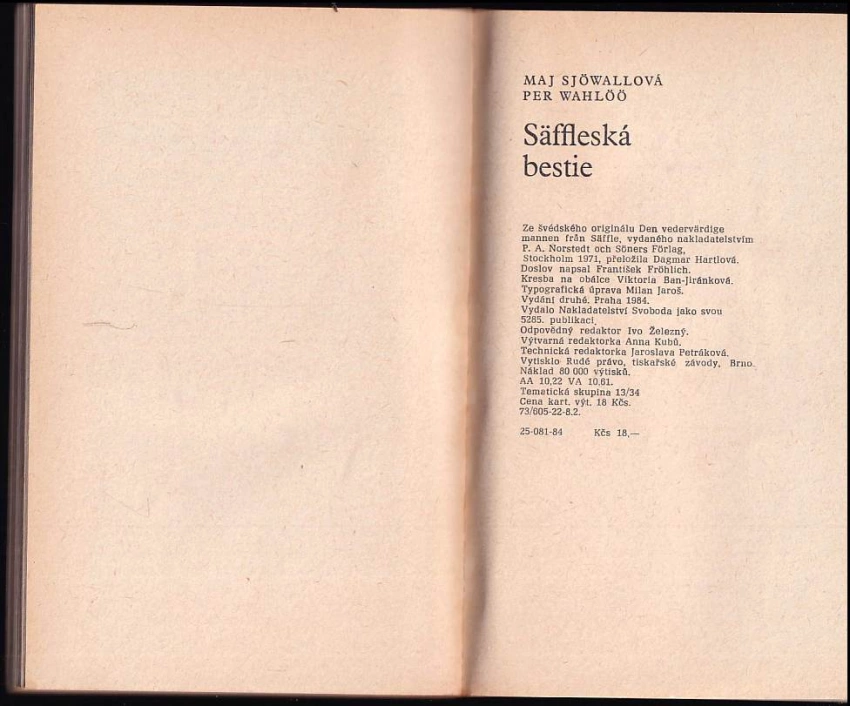 MAJ SJÖWALLOVÁ
PER WAHLÖÖ
Säffleská
bestie
Ze švédského originálu Den vedervärdige
mannen från Säffle, vydaného nakladatelstvím
P. A. Norstedt och Söners Förlag,
Stockholm 1971, přeložila Dagmar Hartlová.
Doslov napsal František Fröhlich.
Kresba na obálce Viktoria Ban-Jiránková.
Typografická úprava Milan Jaroš.
Vydání druhé. Praha 1984.
Vydalo Nakladatelství Svoboda jako svou
5285. publikaci.
Odpovědný redaktor Ivo Železný.
Výtvarná redaktorka Anna Kubů.
Technická redaktorka Jaroslava Petráková.
Vytisklo Rudé právo, tiskařské závody, Brno.
Náklad 80 000 výtisků.
AA 10,22 VA 10,61.
Tematická skupina 13/34
Cena kart. výt. 18 Kčs.
73/605-22-8.2.
25-081-84 Kčs 18,—